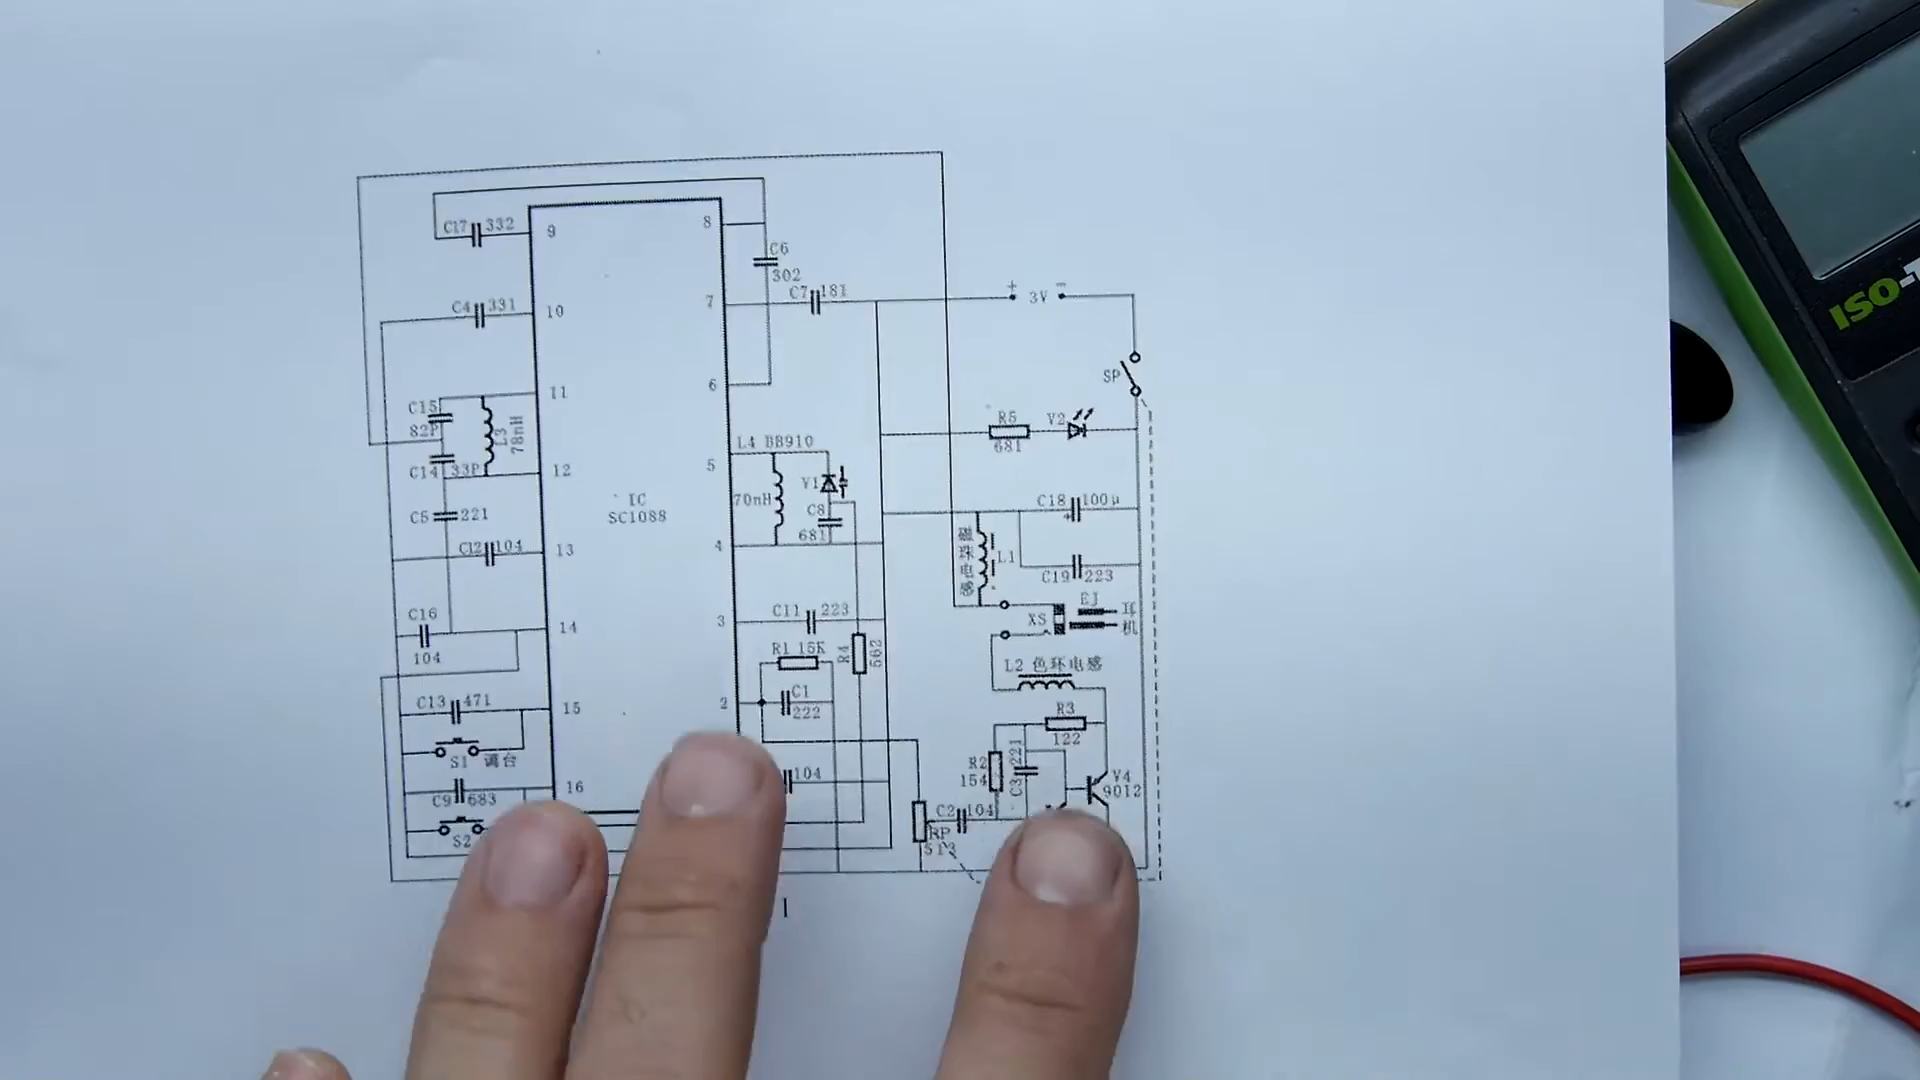 C17 332
9
8
C6
302
C4 331
10
7
C7 181
+ 3V -
SP
6
11
C15
82P
L3
78nH
C14 33P
12
R5
681
V2
L4 BB910
5
70nH
V1
C8
681
IC
SC1088
C5 221
C12 104
13
4
C18 100μ
+
磁珠电感
L1
C19 223
C16
104
14
3
C11 223
R1 15K
R4
562
XS
EJ
耳机
L2 色环电感
C13 471
15
2
C1
222
S1 调台
R3
122
R2
154
C3 221
V4
9012
C9 683
16
104
S2
C2 104
RP
513
1
ISO-T